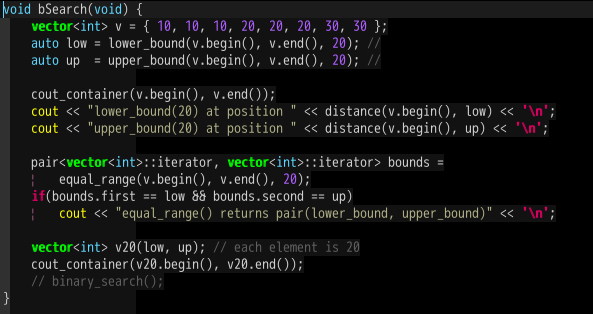 void bSearch(void) {
    vector<int> v = { 10, 10, 10, 20, 20, 20, 30, 30 };
    auto low  = lower_bound(v.begin(), v.end(), 20); //
    auto up  = upper_bound(v.begin(), v.end(), 20); //
    cout_container(v.begin(), v.end());
    cout << "lower_bound(20) at position " << distance(v.begin(), low) << '\n';
    cout << "upper_bound(20) at position " << distance(v.begin(), up) << '\n';
    pair<vector<int>::iterator, vector<int>::iterator> bounds =
        equal_range(v.begin(), v.end(), 20);
    if(bounds.first == low && bounds.second == up)
        cout << "equal_range() returns pair(lower_bound, upper_bound)" << '\n';
    vector<int> v20(low, up); // each element is 20
    cout_container(v20.begin(), v20.end());
    // binary_search();
}